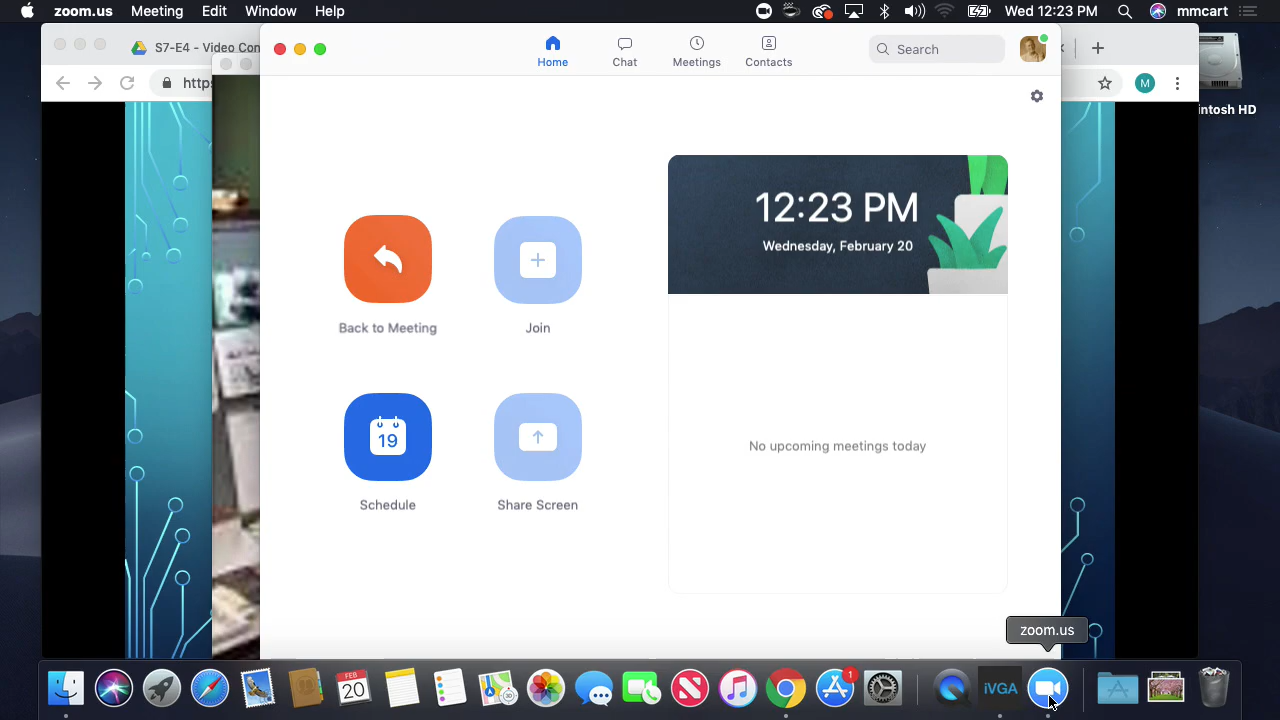 zoom.us Meeting Edit Window Help
Wed 12:23 PM mmcart
S7-E4 - Video Con
https
Search
Home Chat Meetings Contacts
M
intosh HD
12:23 PM
Wednesday, February 20
Back to Meeting
Join
19
Schedule
Share Screen
No upcoming meetings today
zoom.us
FEB
20
1
iVGA